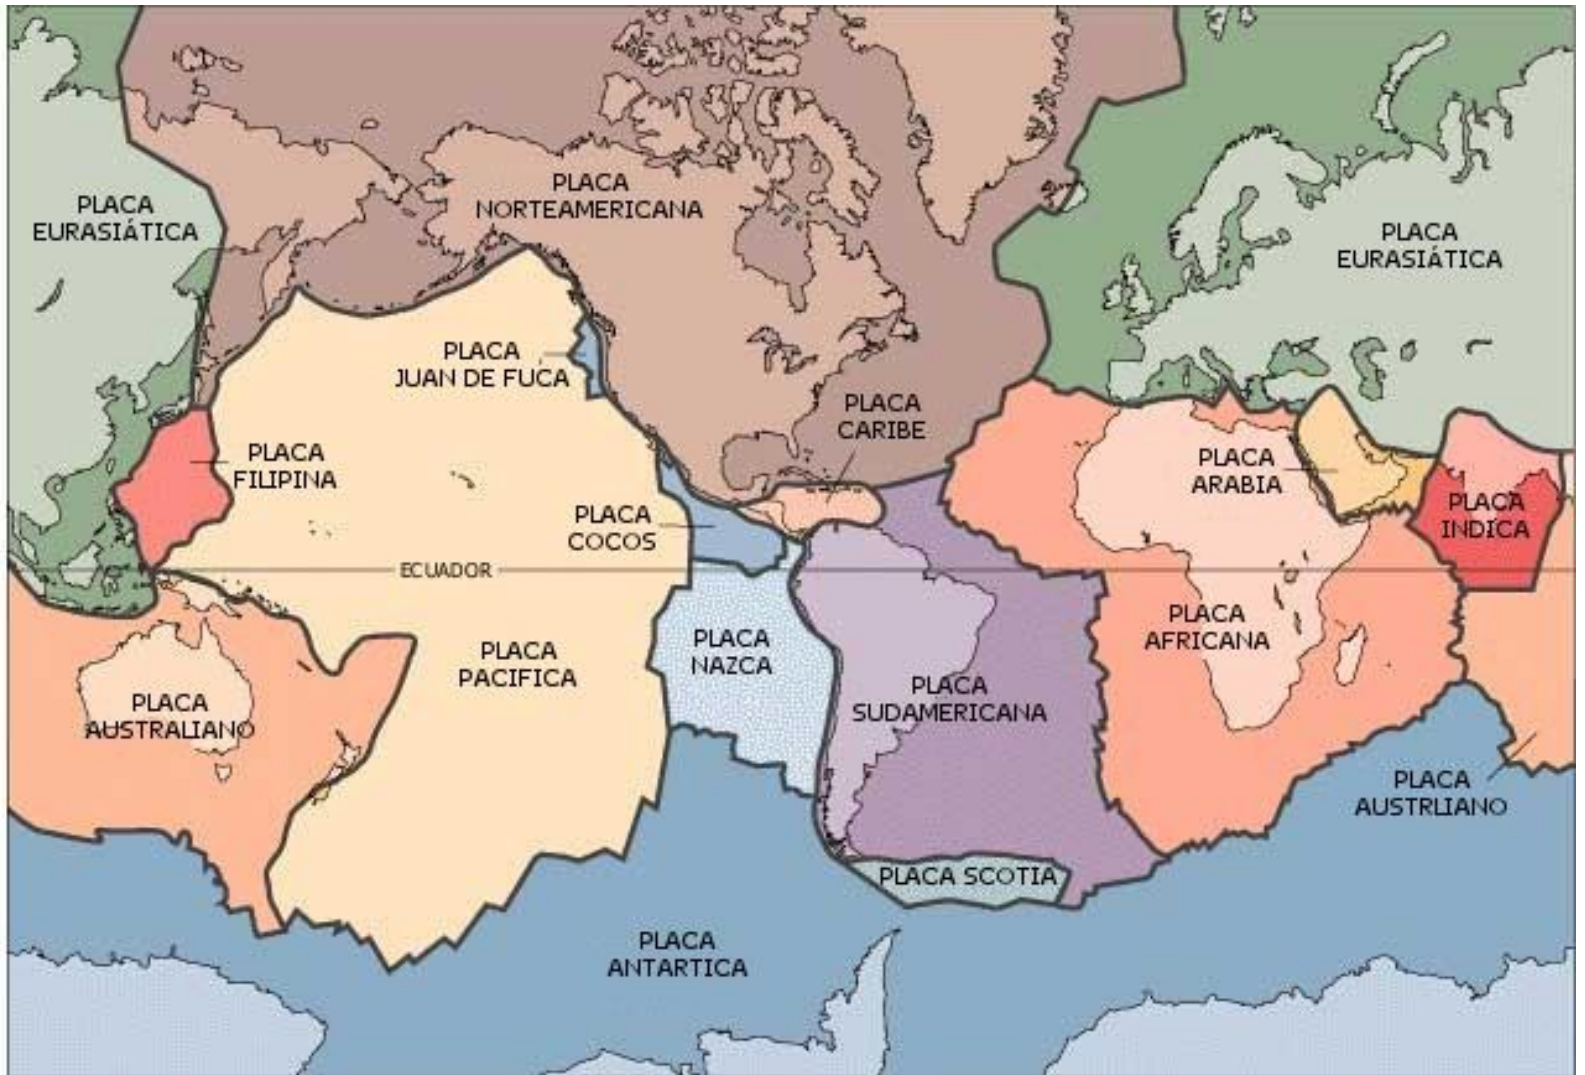 PLACA
NORTEAMERICANA
PLACA
EURASIÁTICA
PLACA
EURASIÁTICA
PLACA
JUAN DE FUCA
PLACA
CARIBE
PLACA
FILIPINA
PLACA
ARABIA
PLACA
INDÍCA
PLACA
COCOS
ECUADOR
PLACA
AFRICANA
PLACA
NAZCA
PLACA
PACIFICA
PLACA
SUDAMERICANA
PLACA
AUSTRALIANO
PLACA
AUSTRLIANO
PLACA SCOTIA
PLACA
ANTARTICA